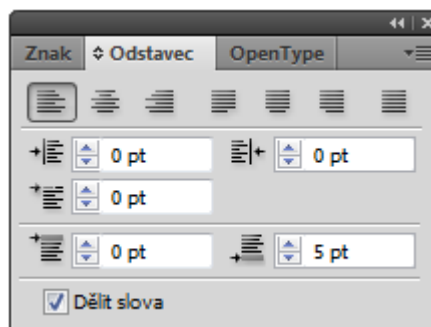 Znak Odstavec OpenType
0 pt 0 pt
0 pt
0 pt 5 pt
Dělit slova